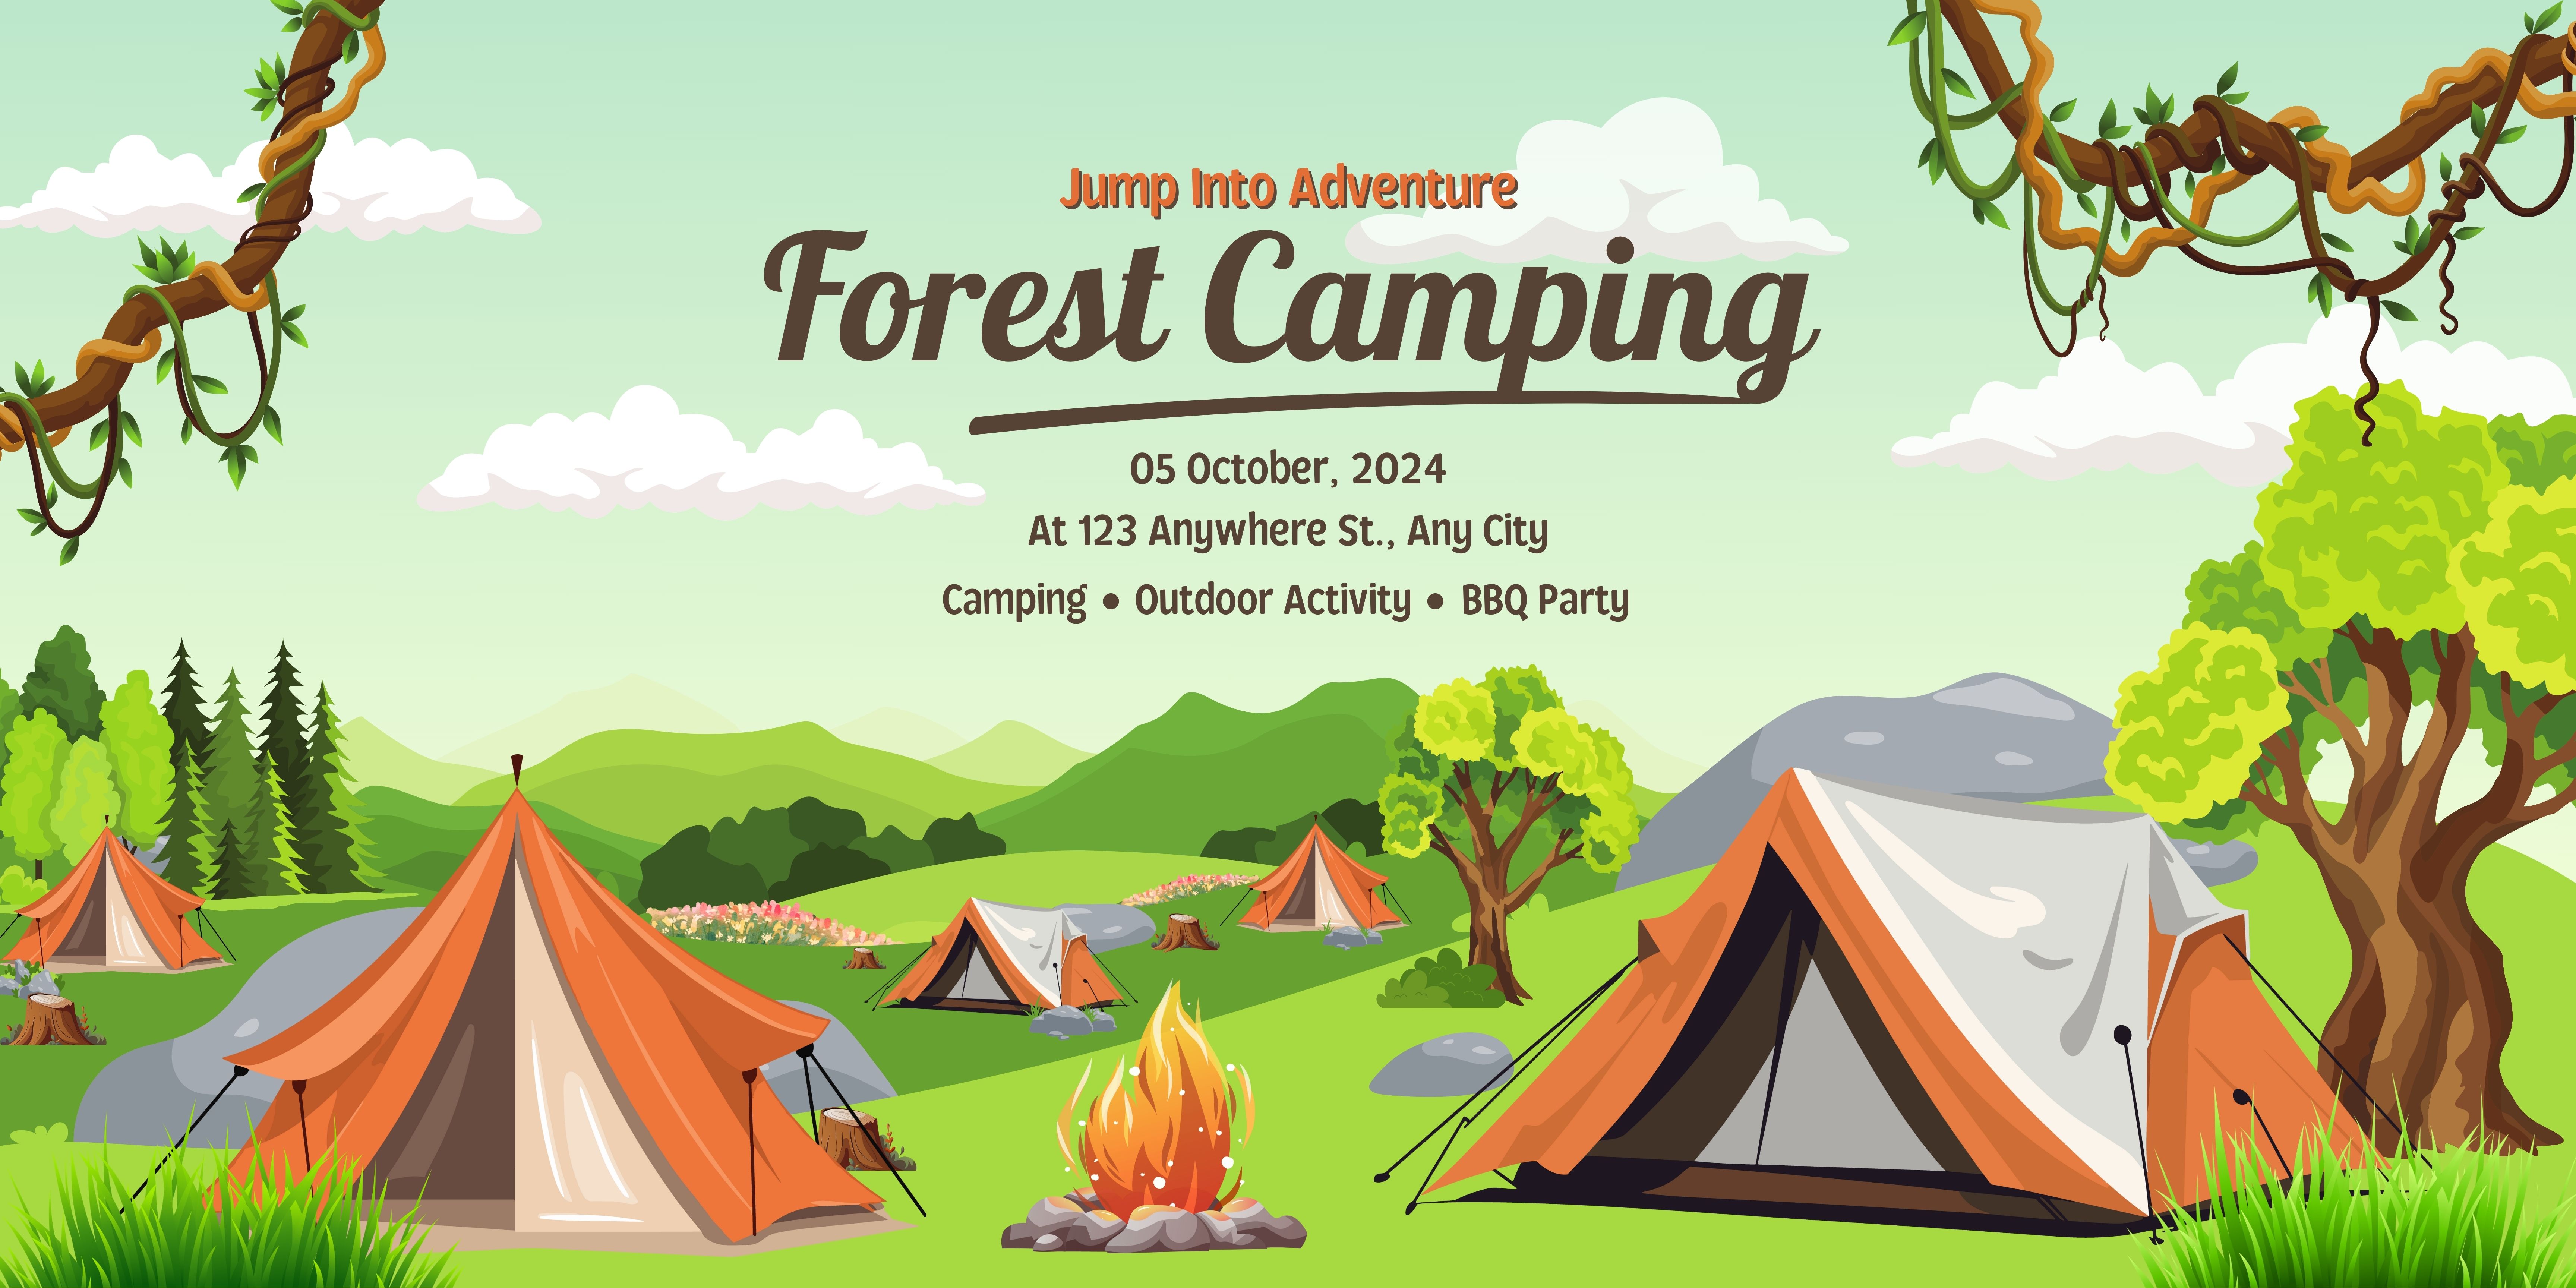 Jump Into Adventure
Forest Camping
05 October, 2024
At 123 Anywhere St., Any City
Camping • Outdoor Activity • BBQ Party